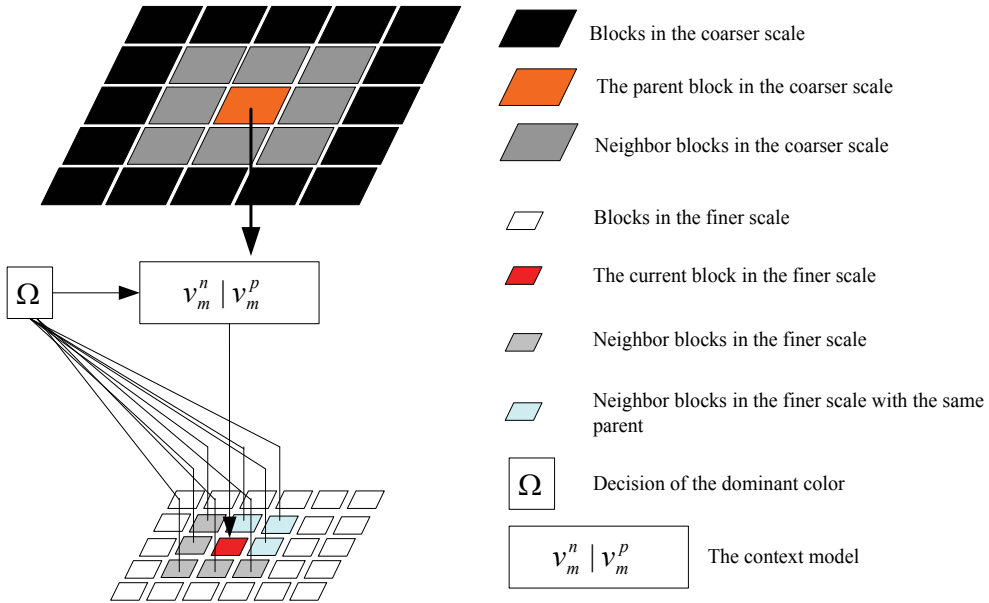 Blocks in the coarser scale
The parent block in the coarser scale
Neighbor blocks in the coarser scale
Blocks in the finer scale
The current block in the finer scale
Neighbor blocks in the finer scale
Neighbor blocks in the finer scale with the same
parent
Ω Decision of the dominant color
v_m^n | v_m^p The context model
Ω
v_m^n | v_m^p